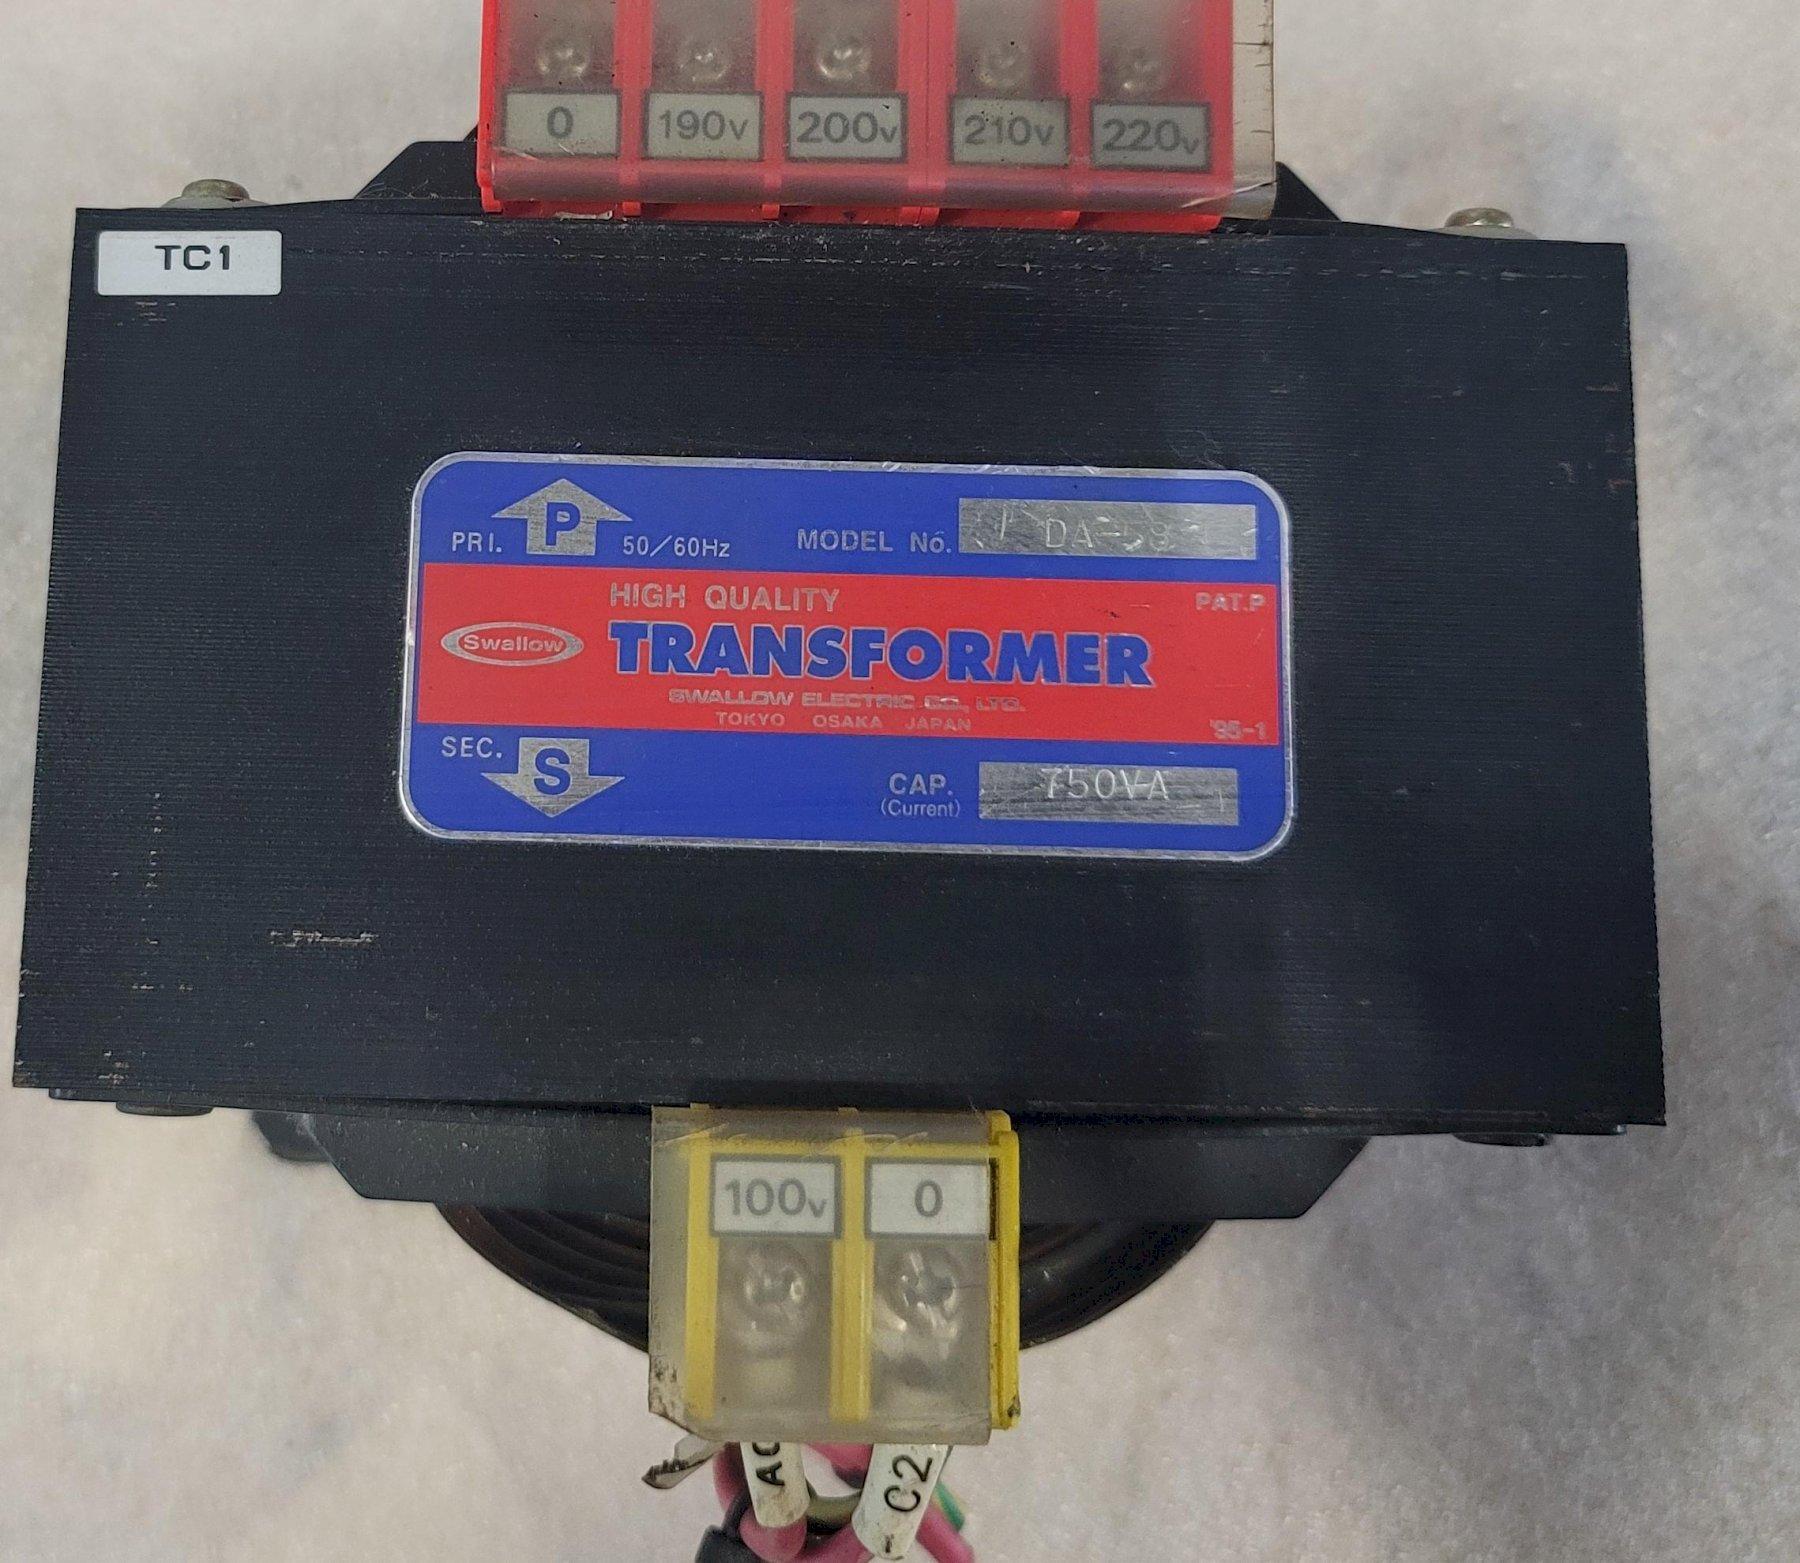 0 190V 200V 210V 220V
TC1
PRI. P 50/60Hz MODEL No.
HIGH QUALITY PAT.P
Swallow TRANSFORMER
SWALLOW ELECTRIC CO., LTD.
TOKYO OSAKA JAPAN '95-1
SEC. S CAP. 750VA
(Current)
100V 0
C2